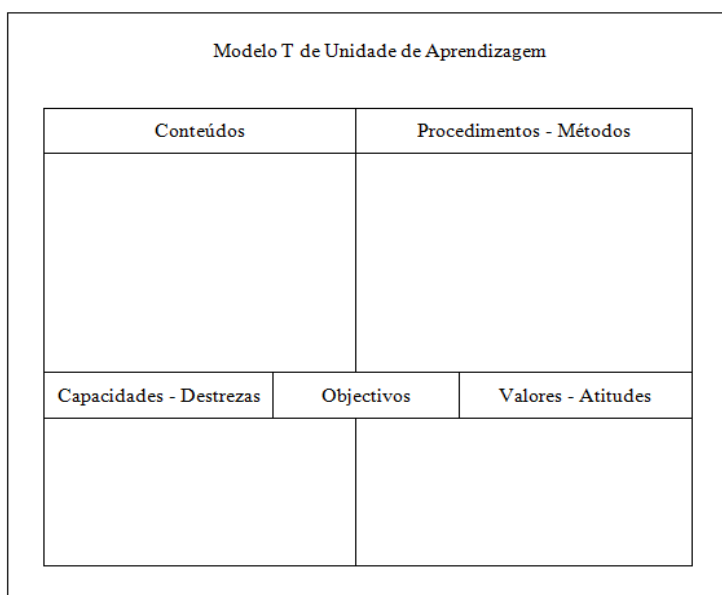 Modelo T de Unidade de Aprendizagem
Conteúdos
Procedimentos - Métodos
Capacidades - Destrezas
Objectivos
Valores - Atitudes